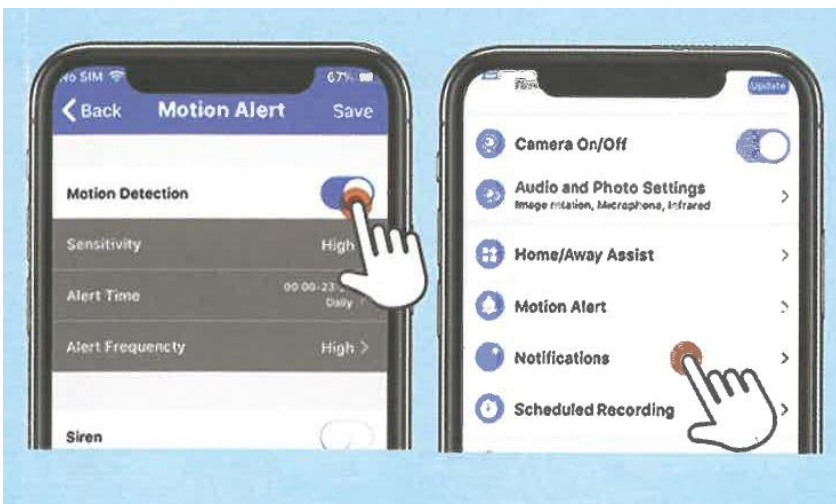 No SIM 67%
Back Motion Alert Save
Motion Detection
Sensitivity High
Alert Time
Daily
Alert Frequencty High
Siren
Update
Camera On/Off
Audio and Photo Settings
Image rotation, Microphone, Infrared
Home/Away Assist
Motion Alert
Notifications
Scheduled Recording